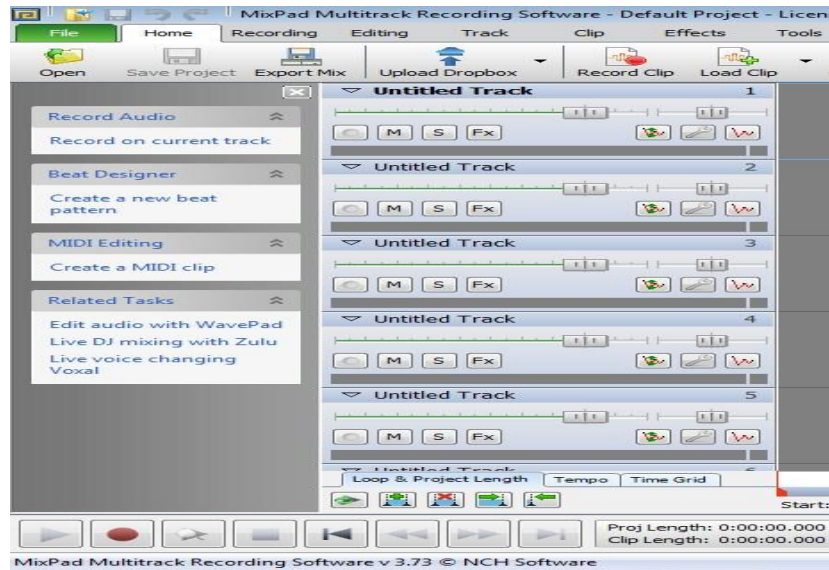 MixPad Multitrack Recording Software - Default Project - Licen
File Home Recording Editing Track Clip Effects Tools
Open Save Project Export Mix Upload Dropbox Record Clip Load Clip
Record Audio
Record on current track
Beat Designer
Create a new beat
pattern
MIDI Editing
Create a MIDI clip
Related Tasks
Edit audio with WavePad
Live DJ mixing with Zulu
Live voice changing
Voxal
Untitled Track 1
M S Fx
Untitled Track 2
M S Fx
Untitled Track 3
M S Fx
Untitled Track 4
M S Fx
Untitled Track 5
M S Fx
Untitled Track 6
Loop & Project Length Tempo Time Grid
Start:
Proj Length: 0:00:00.000
Clip Length: 0:00:00.000
MixPad Multitrack Recording Software v 3.73 © NCH Software